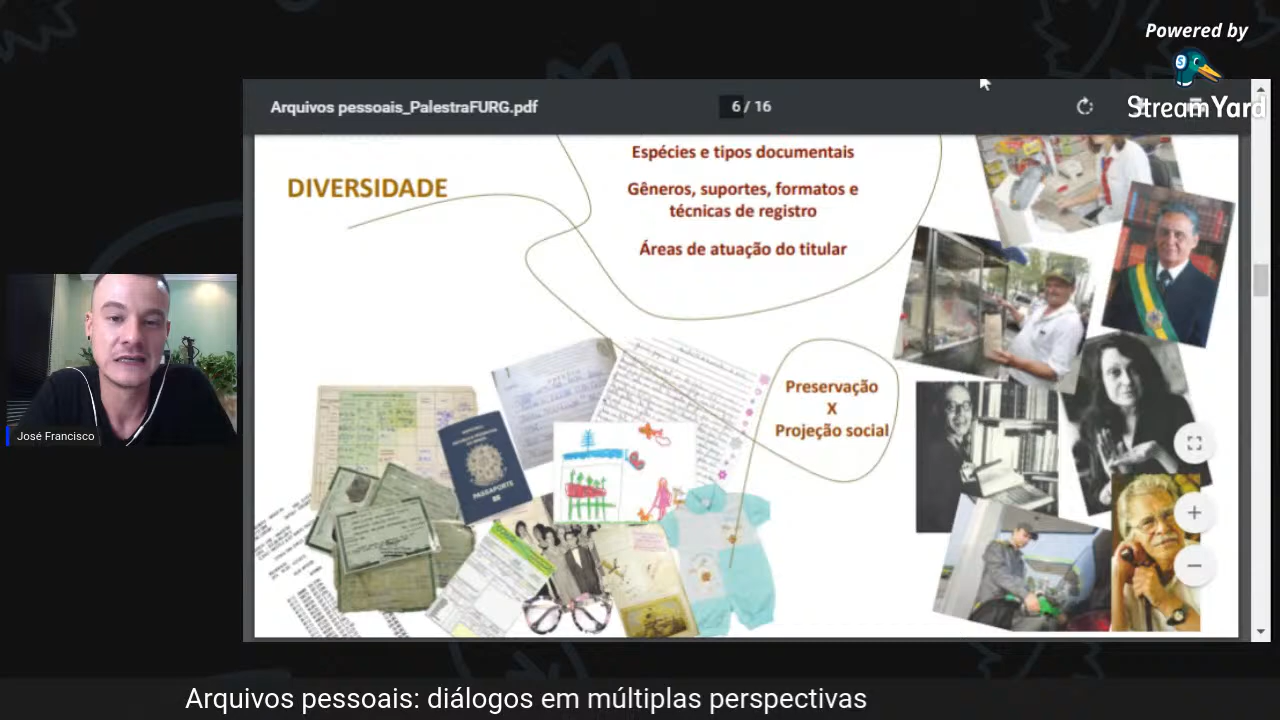 Powered by
StreamYard
Arquivos pessoais_PalestraFURG.pdf
6 / 16
DIVERSIDADE
Espécies e tipos documentais
Gêneros, suportes, formatos e
técnicas de registro
Áreas de atuação do titular
Preservação
X
Projeção social
PASSAPORTE
José Francisco
Arquivos pessoais: diálogos em múltiplas perspectivas